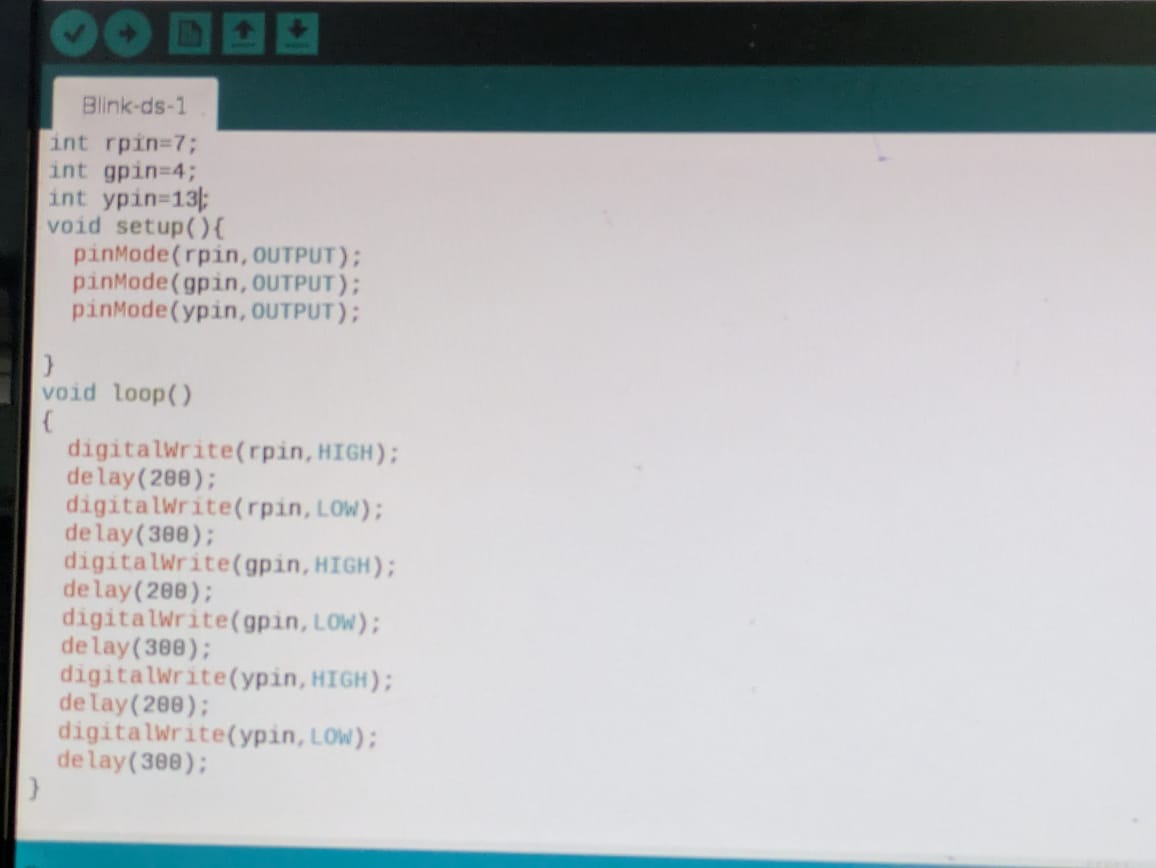 Blink-ds-1
int rpin=7;
int gpin=4;
int ypin=13;
void setup(){
  pinMode(rpin,OUTPUT);
  pinMode(gpin,OUTPUT);
  pinMode(ypin,OUTPUT);

}
void loop()
{
  digitalWrite(rpin,HIGH);
  delay(200);
  digitalWrite(rpin,LOW);
  delay(300);
  digitalWrite(gpin,HIGH);
  delay(200);
  digitalWrite(gpin,LOW);
  delay(300);
  digitalWrite(ypin,HIGH);
  delay(200);
  digitalWrite(ypin,LOW);
  delay(300);
}